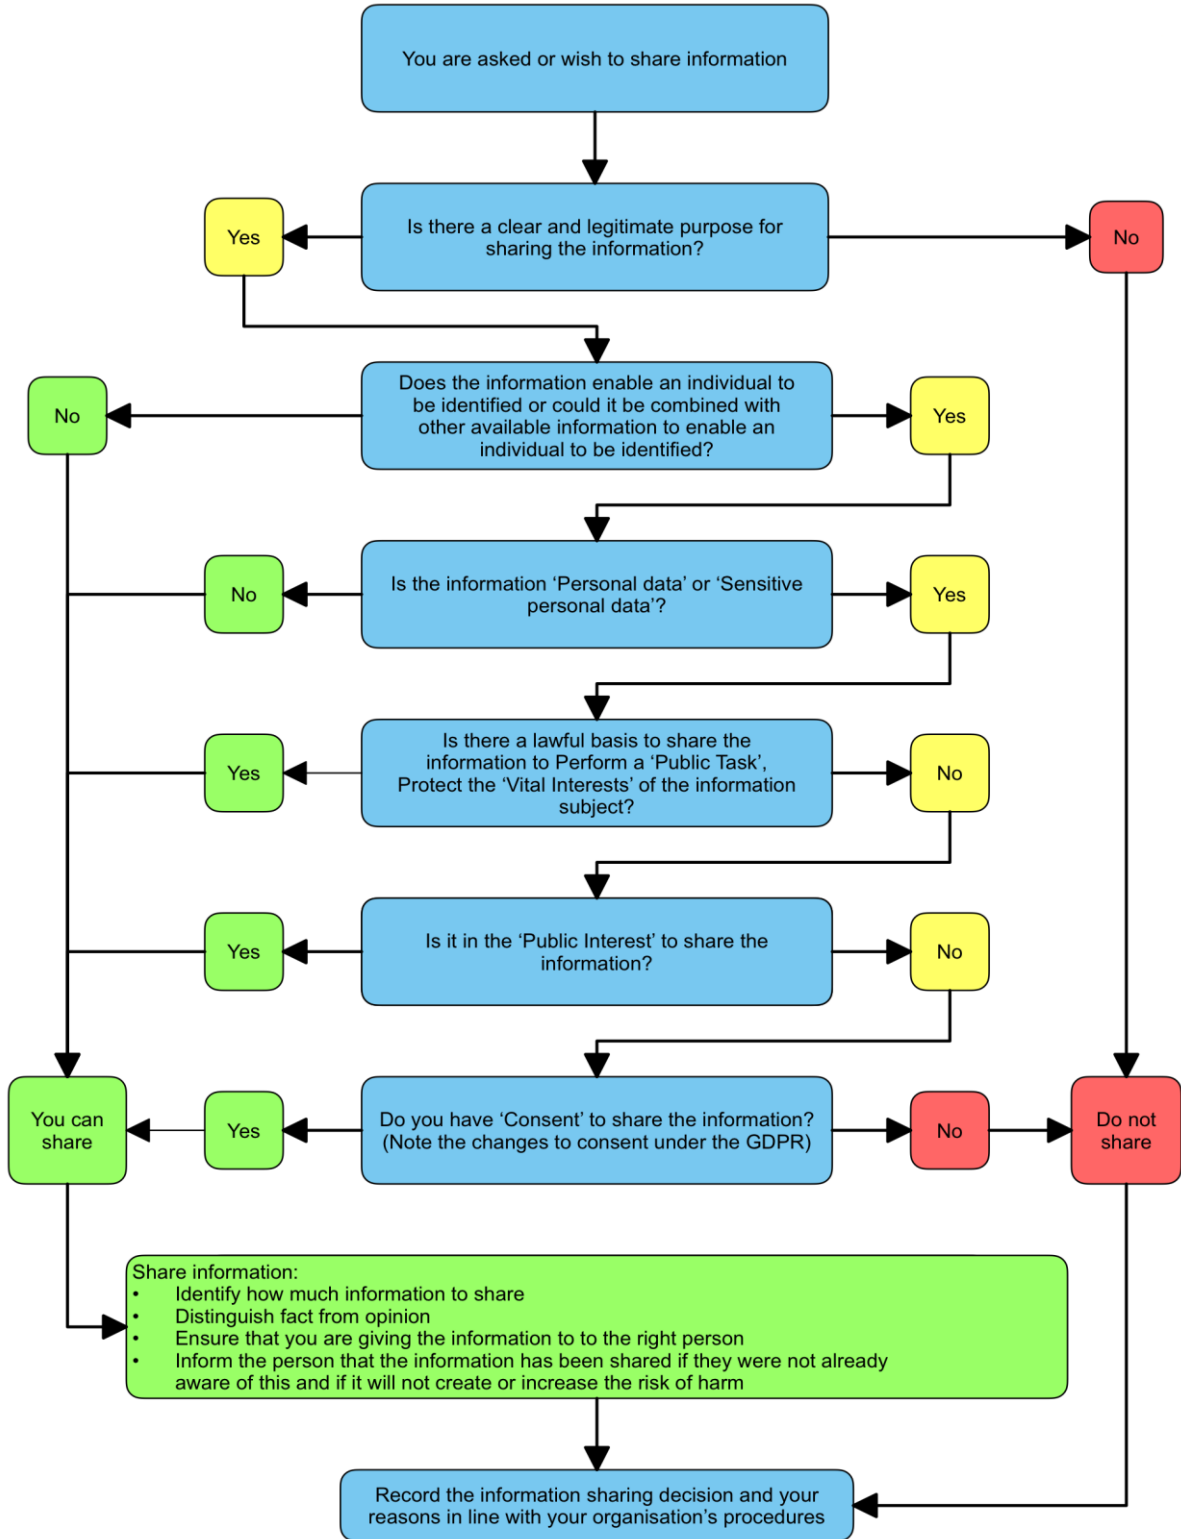 You are asked or wish to share information
Is there a clear and legitimate purpose for
sharing the information?
Yes
No
Does the information enable an individual to
be identified or could it be combined with
other available information to enable an
individual to be identified?
No
Yes
Is the information ‘Personal data’ or ‘Sensitive
personal data’?
No
Yes
Is there a lawful basis to share the
information to Perform a ‘Public Task’,
Protect the ‘Vital Interests’ of the information
subject?
Yes
No
Is it in the ‘Public Interest’ to share the
information?
Yes
No
Do you have ‘Consent’ to share the information?
(Note the changes to consent under the GDPR)
You can
share
Yes
No
Do not
share
Share information:
• Identify how much information to share
• Distinguish fact from opinion
• Ensure that you are giving the information to to the right person
• Inform the person that the information has been shared if they were not already
aware of this and if it will not create or increase the risk of harm
Record the information sharing decision and your
reasons in line with your organisation’s procedures